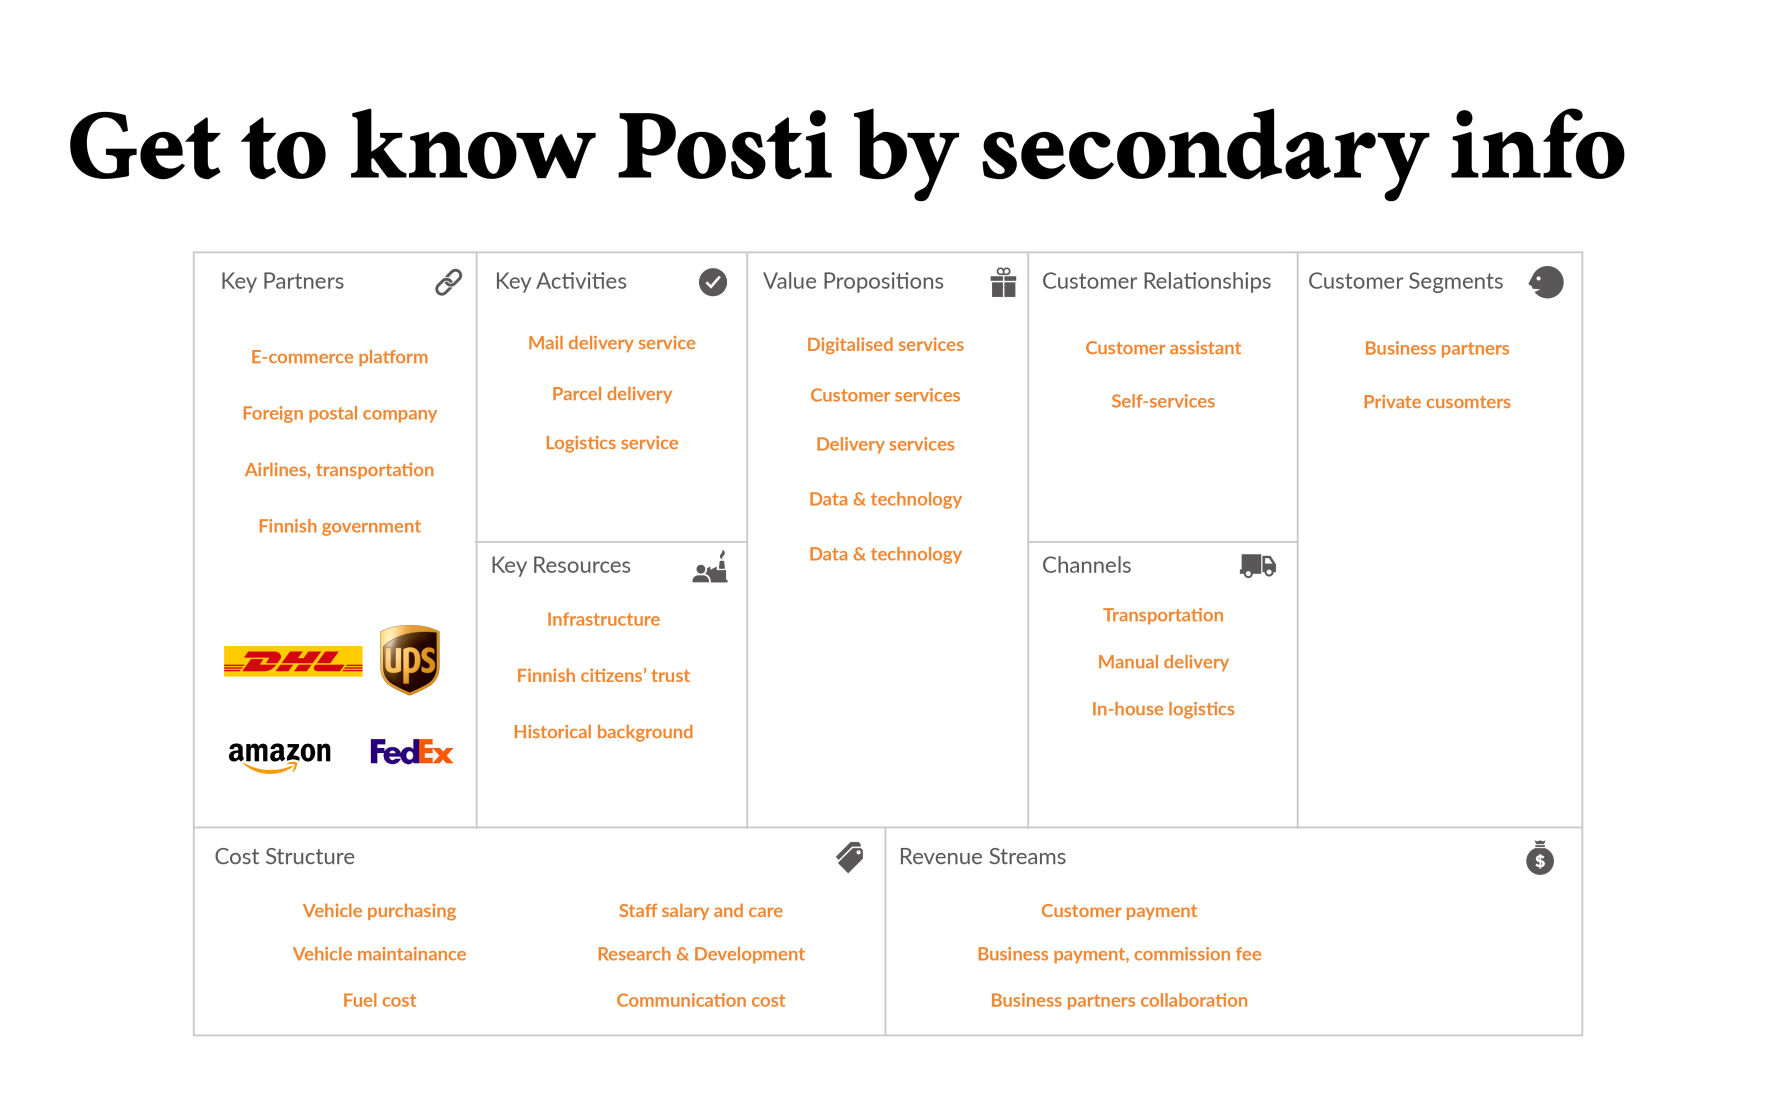 Get to know Posti by secondary info
Key Partners
E-commerce platform
Foreign postal company
Airlines, transportation
Finnish government
DHL
ups
amazon
FedEx
Key Activities
Mail delivery service
Parcel delivery
Logistics service
Key Resources
Infrastructure
Finnish citizens’ trust
Historical background
Value Propositions
Digitalised services
Customer services
Delivery services
Data & technology
Data & technology
Customer Relationships
Customer assistant
Self-services
Channels
Transportation
Manual delivery
In-house logistics
Customer Segments
Business partners
Private cusomters
Cost Structure
Vehicle purchasing
Vehicle maintainance
Fuel cost
Staff salary and care
Research & Development
Communication cost
Revenue Streams
$
Customer payment
Business payment, commission fee
Business partners collaboration